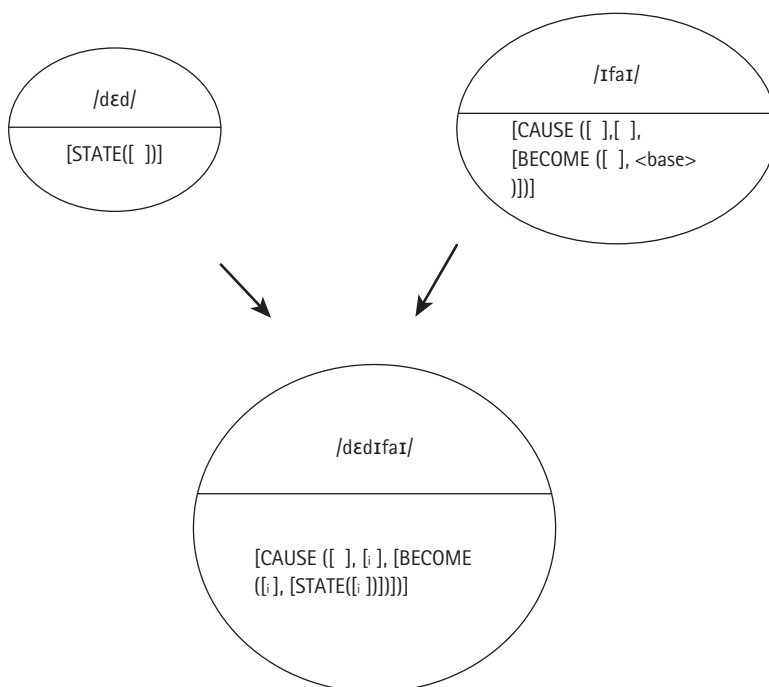 /dɛd/
[STATE([ ])]
/ɪfaɪ/
[CAUSE ([ ],[ ],
[BECOME ([ ], <base>
)])]
/dɛdɪfaɪ/
[CAUSE ([ ], [i ], [BECOME
([i ], [STATE([i ])])])]